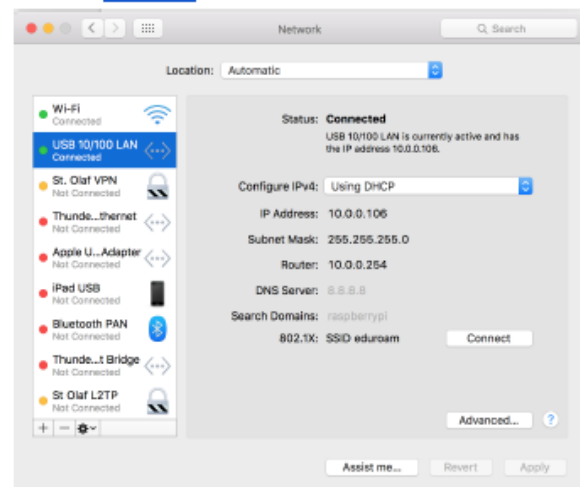 Network
Search
Location: Automatic
Wi-Fi
Connected
USB 10/100 LAN
Connected
St. Olaf VPN
Not Connected
Thunde...thernet
Not Connected
Apple U...Adapter
Not Connected
iPad USB
Not Connected
Bluetooth PAN
Not Connected
Thunde...t Bridge
Not Connected
St Olaf L2TP
Not Connected
Status: Connected
USB 10/100 LAN is currently active and has
the IP address 10.0.0.106.
Configure IPv4: Using DHCP
IP Address: 10.0.0.106
Subnet Mask: 255.255.255.0
Router: 10.0.0.254
DNS Server: 8.8.8.8
Search Domains: raspberrypi
802.1X: SSID eduroam Connect
Advanced... ?
Assist me... Revert Apply